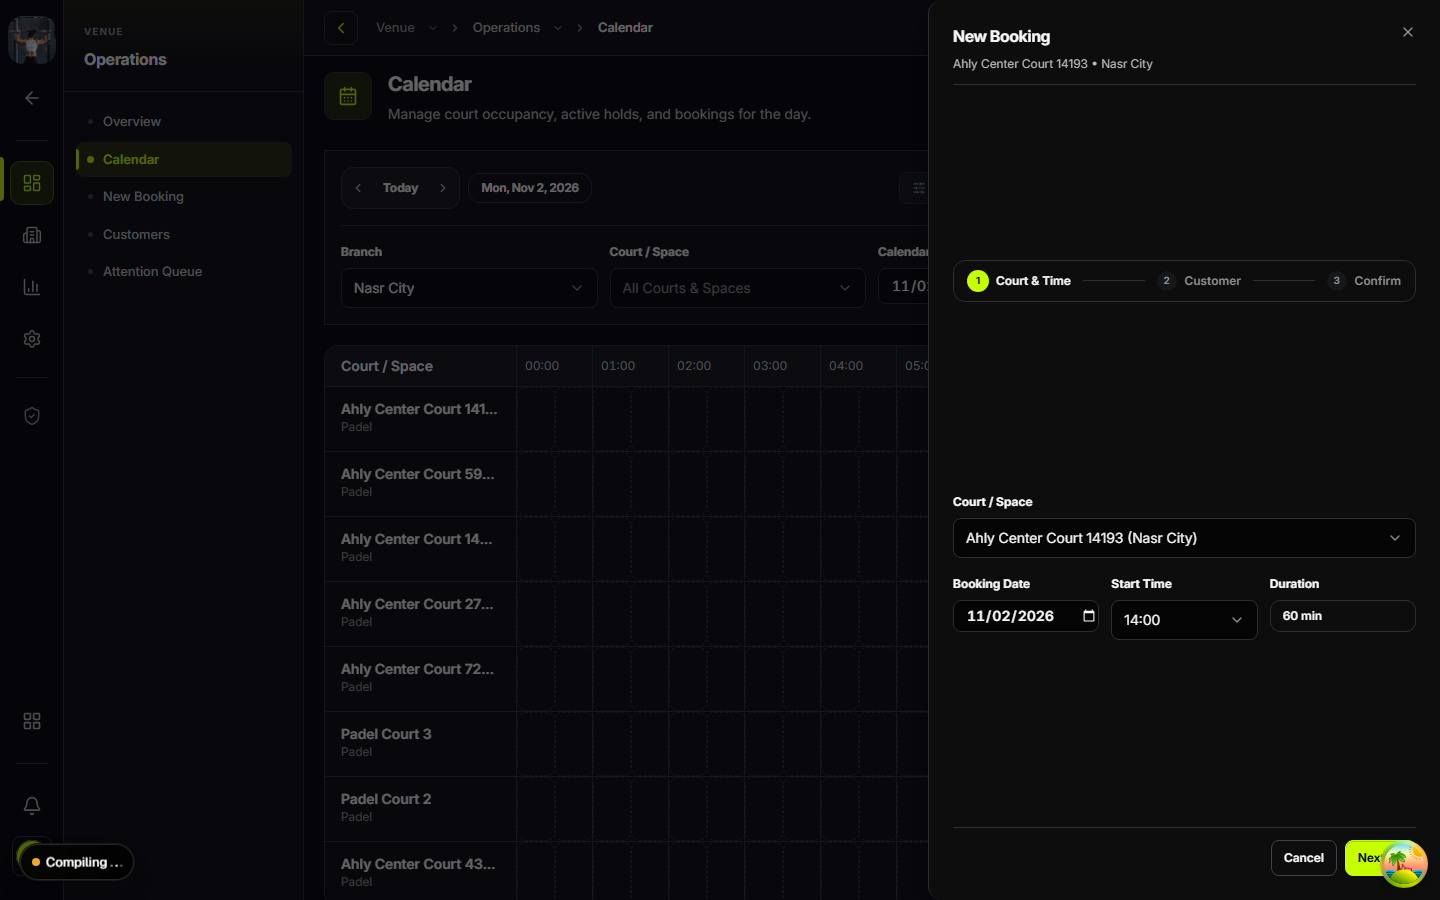 VENUE
Operations
Overview
Calendar
New Booking
Customers
Attention Queue
Compiling ...
Venue
Operations
Calendar
Calendar
Manage court occupancy, active holds, and bookings for the day.
Today
Mon, Nov 2, 2026
Branch
Court / Space
Calendar
Nasr City
All Courts & Spaces
11/0
Court / Space
00:00
01:00
02:00
03:00
04:00
05:0
Ahly Center Court 141...
Padel
Ahly Center Court 59...
Padel
Ahly Center Court 14...
Padel
Ahly Center Court 27...
Padel
Ahly Center Court 72...
Padel
Padel Court 3
Padel
Padel Court 2
Padel
Ahly Center Court 43...
Padel
New Booking
Ahly Center Court 14193 • Nasr City
1 Court & Time
2 Customer
3 Confirm
Court / Space
Ahly Center Court 14193 (Nasr City)
Booking Date
Start Time
Duration
11/02/2026
14:00
60 min
Cancel
Nex